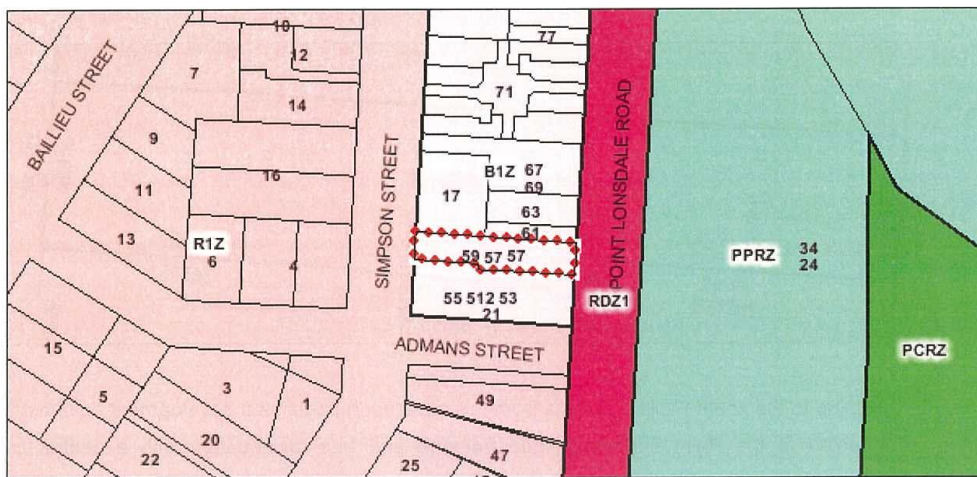 10
77
12
7
71
14
BAILLIEU STREET
9
B1Z
67
16
69
SIMPSON STREET
POINT LONSDALE ROAD
11
17
63
61
13
R1Z
6
4
59 57 57
PPRZ
34
24
55 512 53
21
RDZ1
ADMANS STREET
PCRZ
15
3
5
1
49
20
22
25
47